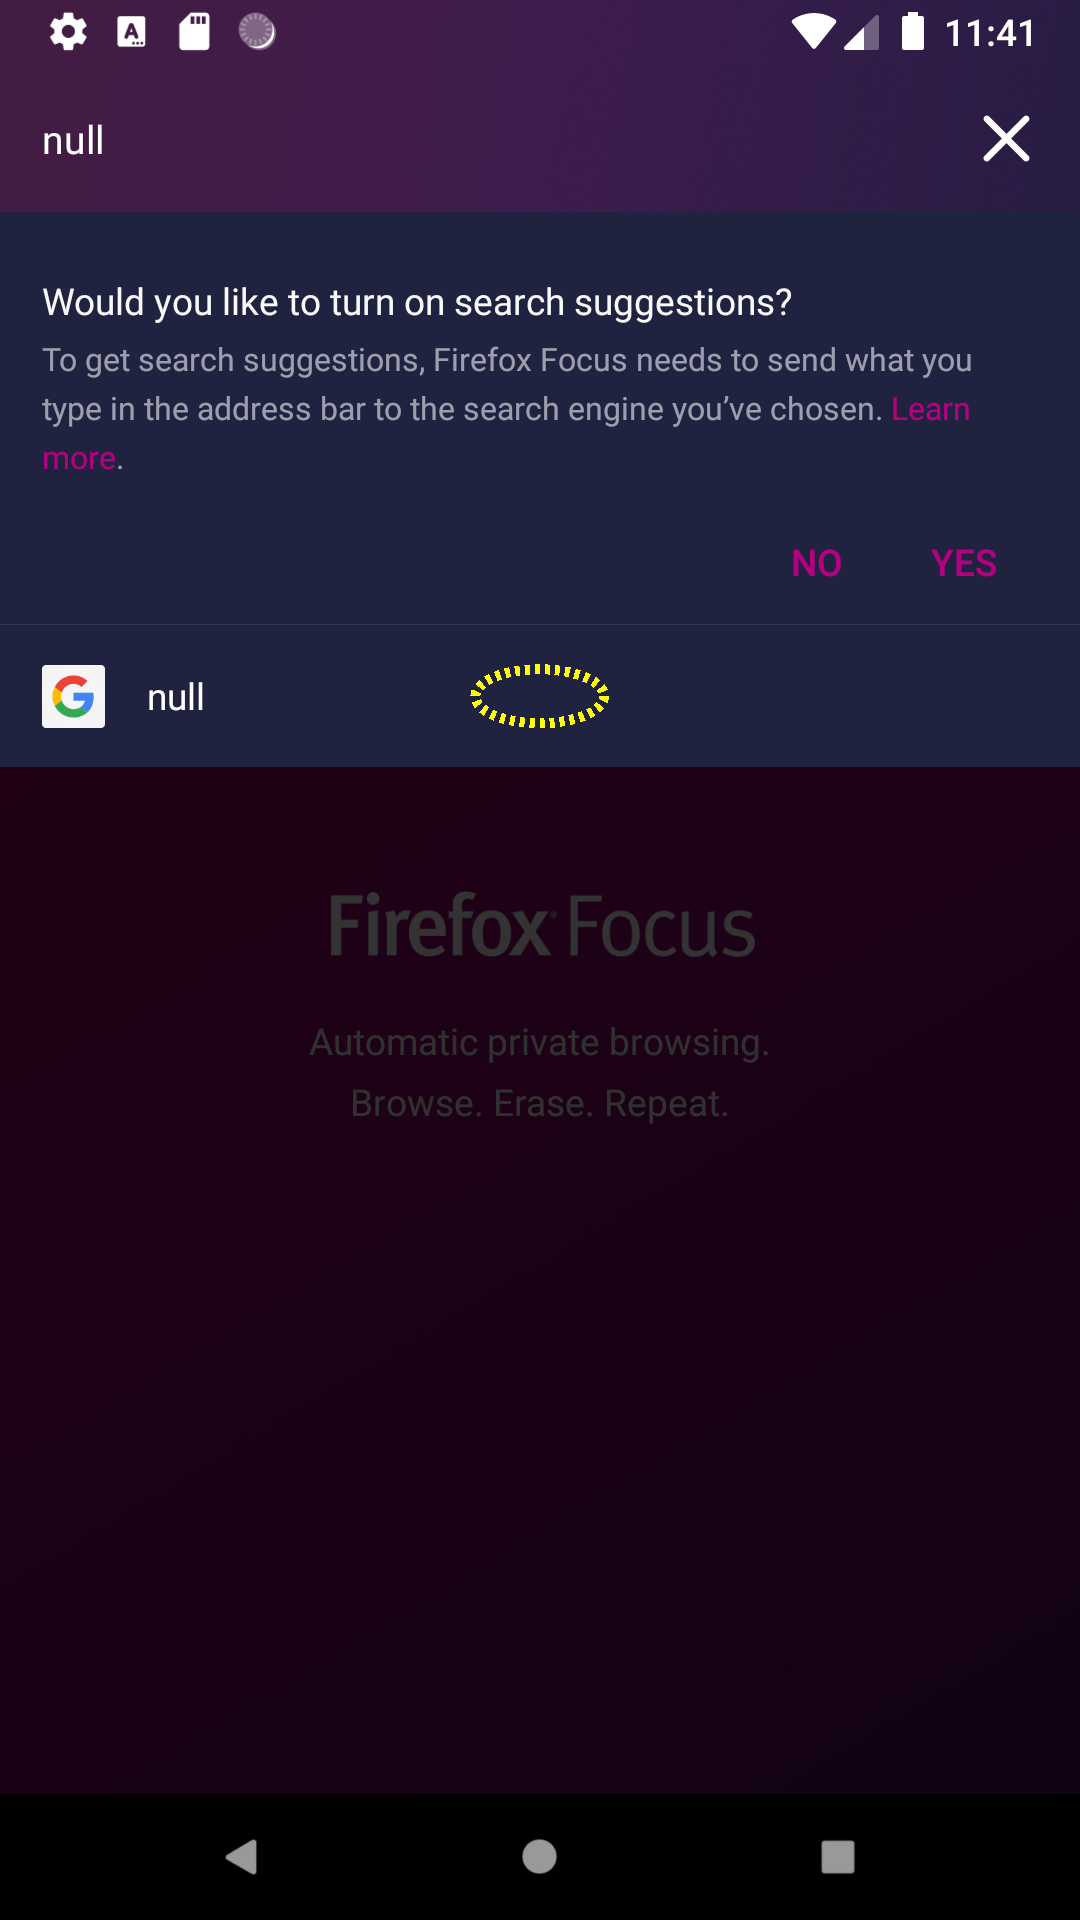 11:41
null
Would you like to turn on search suggestions?
To get search suggestions, Firefox Focus needs to send what you
type in the address bar to the search engine you’ve chosen. Learn
more.
NO YES
null
Firefox Focus
Automatic private browsing.
Browse. Erase. Repeat.